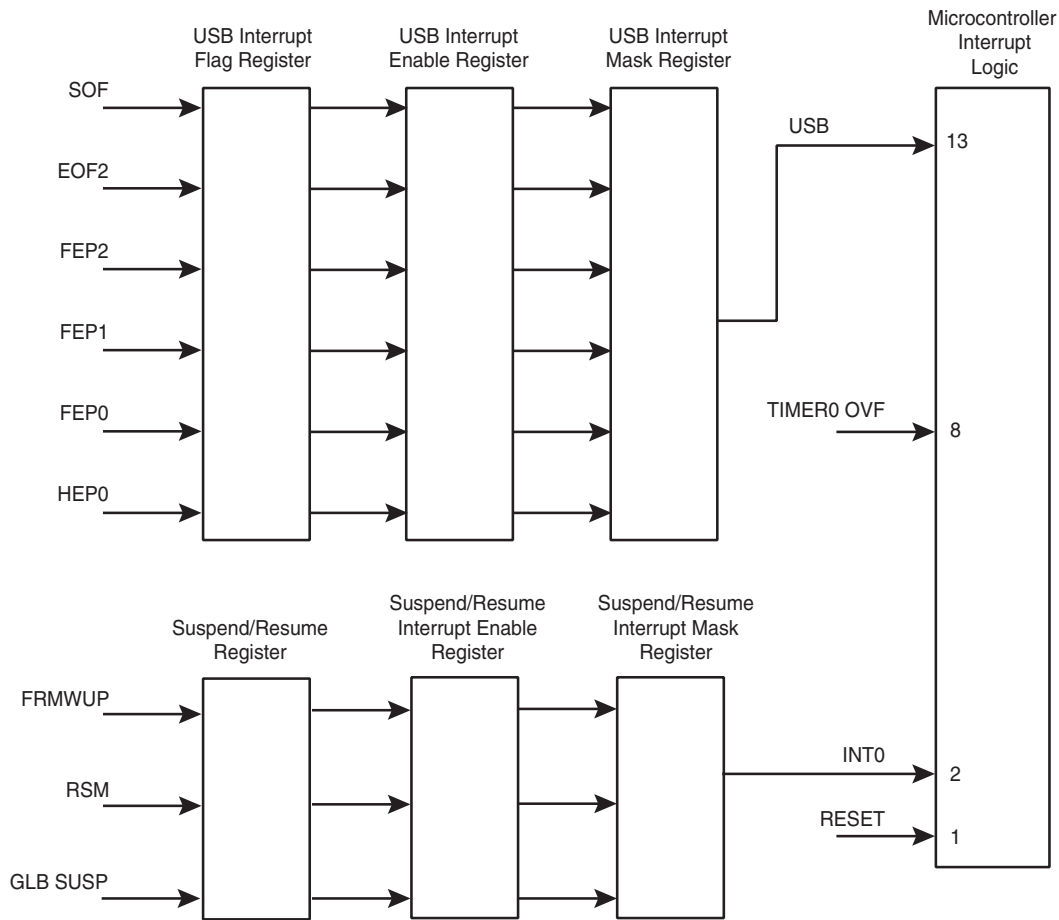 USB Interrupt
Flag Register
USB Interrupt
Enable Register
USB Interrupt
Mask Register
Microcontroller
Interrupt
Logic
SOF
EOF2
FEP2
FEP1
FEP0
HEP0
USB
13
TIMER0 OVF
8
Suspend/Resume
Register
Suspend/Resume
Interrupt Enable
Register
Suspend/Resume
Interrupt Mask
Register
FRMWUP
RSM
GLB SUSP
INT0
2
RESET
1